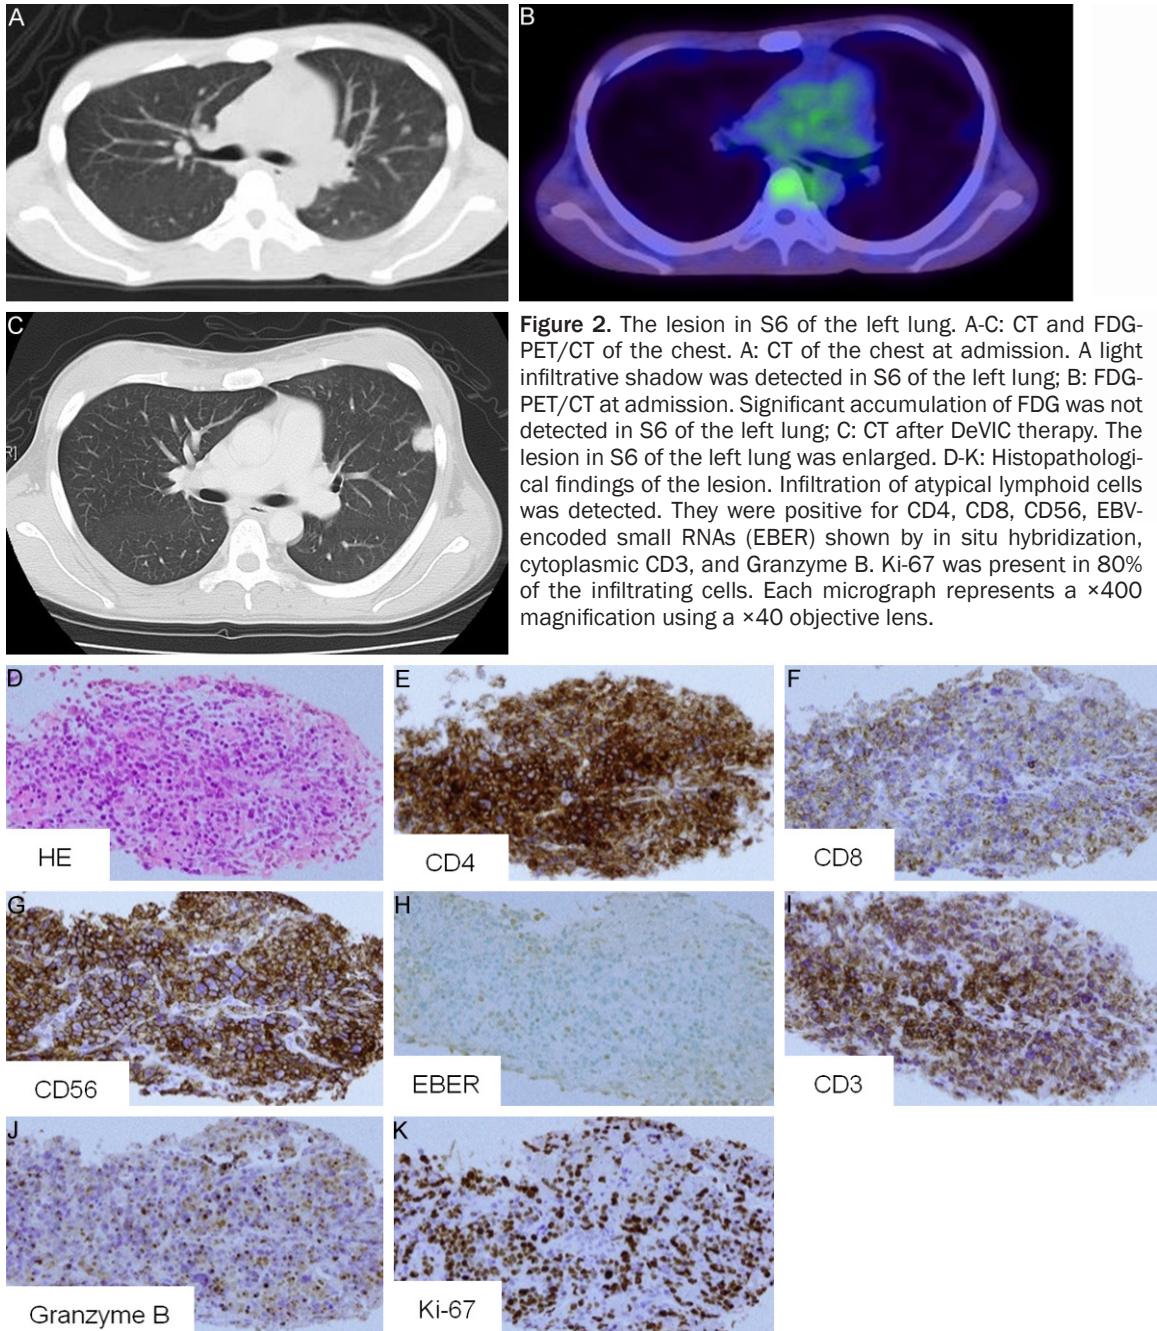 A
B
C
R]
Figure 2. The lesion in S6 of the left lung. A-C: CT and FDG-
PET/CT of the chest. A: CT of the chest at admission. A light
infiltrative shadow was detected in S6 of the left lung; B: FDG-
PET/CT at admission. Significant accumulation of FDG was not
detected in S6 of the left lung; C: CT after DeVIC therapy. The
lesion in S6 of the left lung was enlarged. D-K: Histopathologi-
cal findings of the lesion. Infiltration of atypical lymphoid cells
was detected. They were positive for CD4, CD8, CD56, EBV-
encoded small RNAs (EBER) shown by in situ hybridization,
cytoplasmic CD3, and Granzyme B. Ki-67 was present in 80%
of the infiltrating cells. Each micrograph represents a ×400
magnification using a ×40 objective lens.
D
HE
E
CD4
F
CD8
G
CD56
H
EBER
I
CD3
J
Granzyme B
K
Ki-67